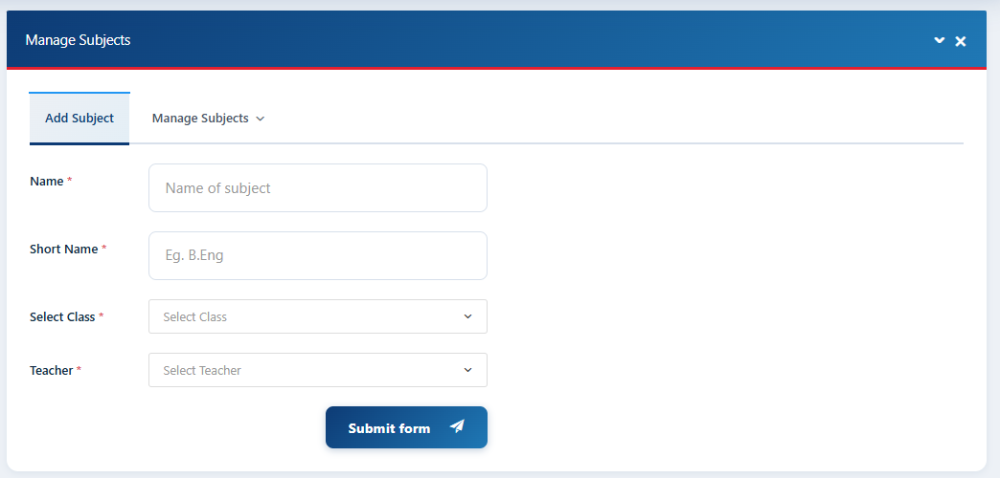 Manage Subjects
Add Subject
Manage Subjects
Name *
Name of subject
Short Name *
Eg. B.Eng
Select Class *
Select Class
Teacher *
Select Teacher
Submit form